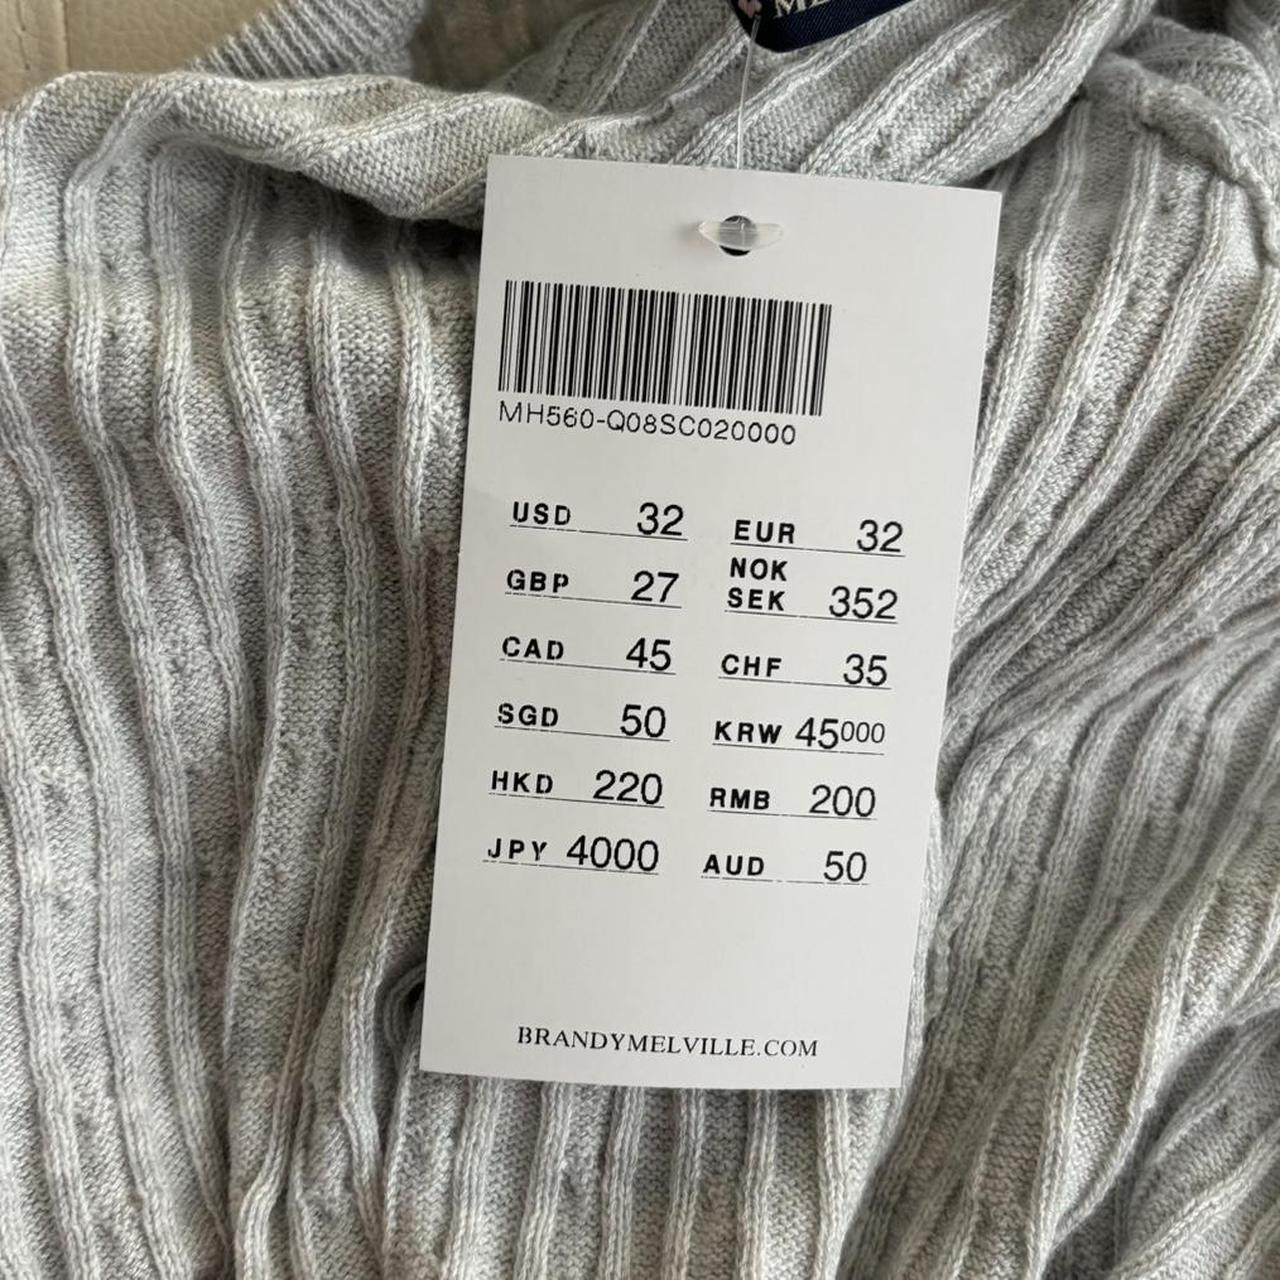 MH560-Q08SC020000
USD 32 EUR 32
GBP 27 NOK SEK 352
CAD 45 CHF 35
SGD 50 KRW 45000
HKD 220 RMB 200
JPY 4000 AUD 50
BRANDYMELVILLE.COM